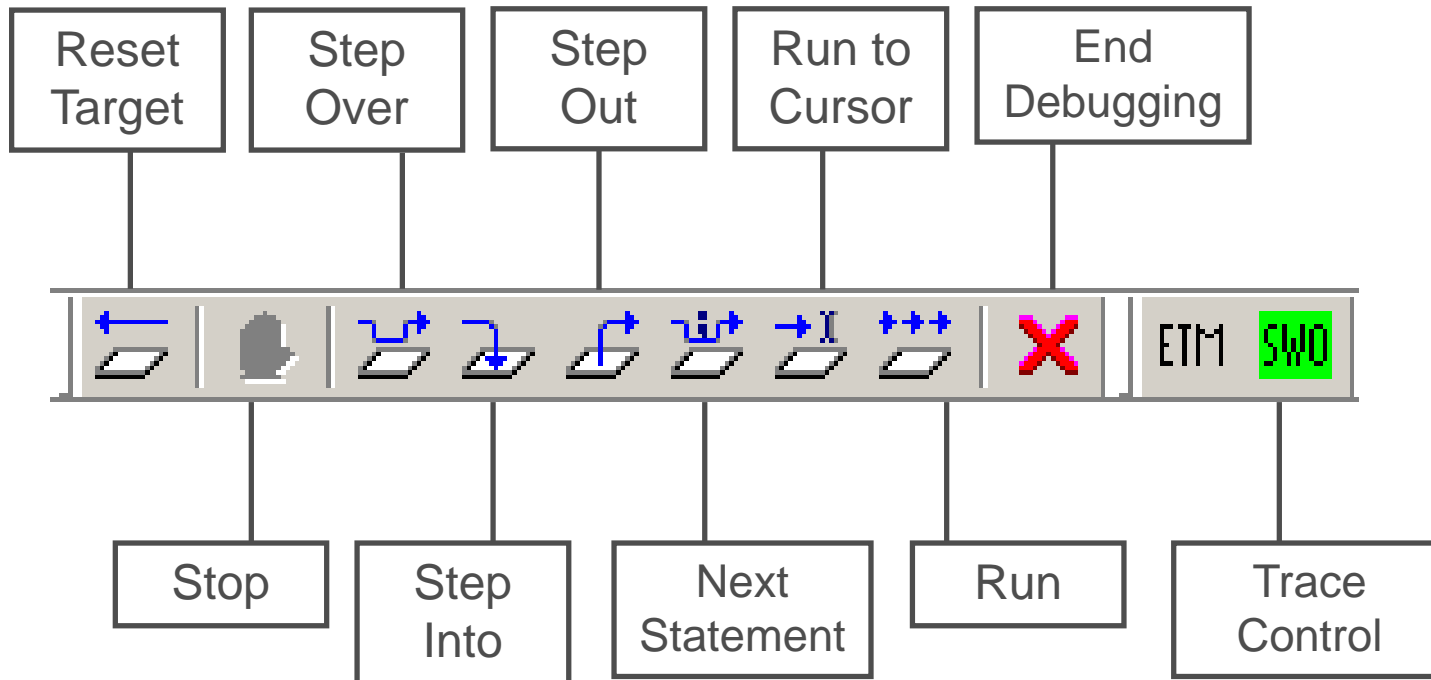 Reset
Target
Step
Over
Step
Out
Run to
Cursor
End
Debugging
ETM
SWO
Stop
Step
Into
Next
Statement
Run
Trace
Control